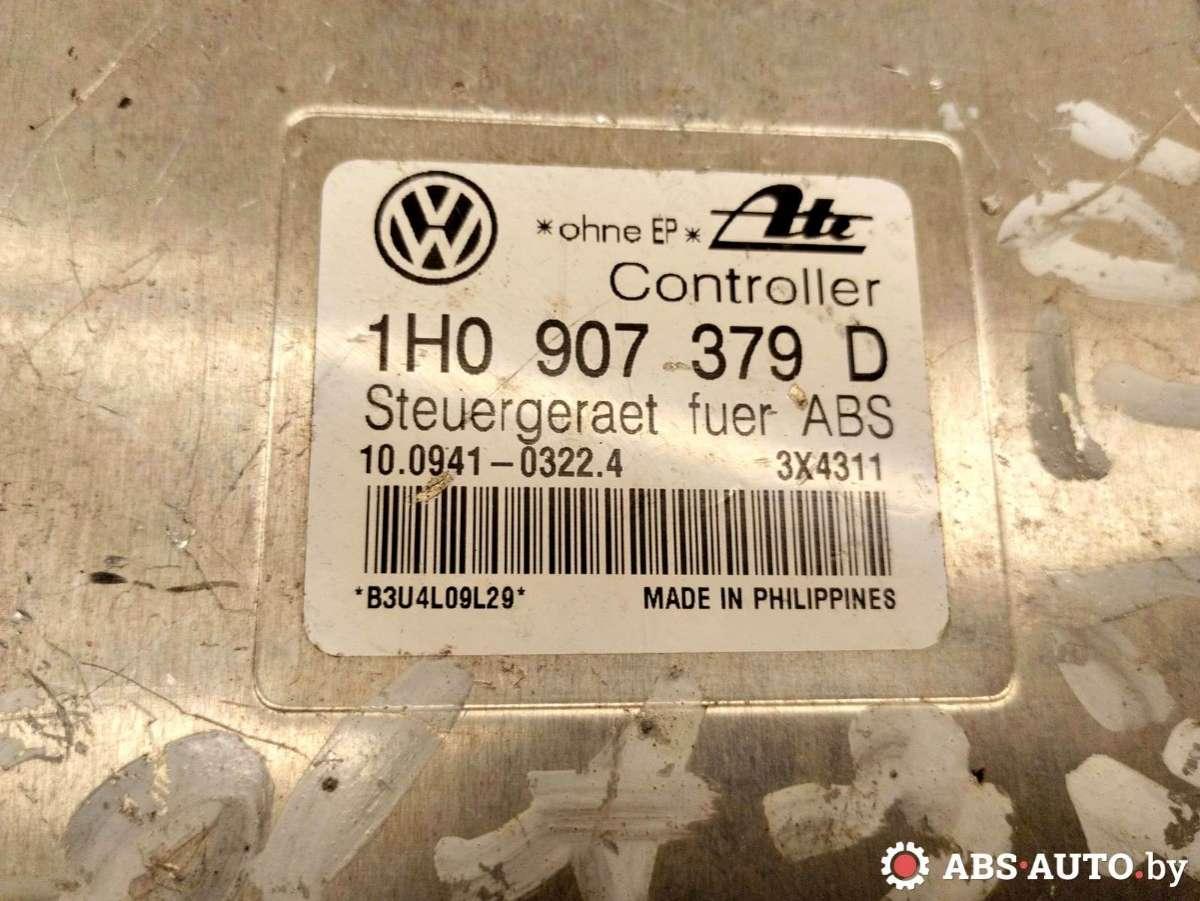 *ohne EP* Ate
Controller
1H0 907 379 D
Steuergeraet fuer ABS
10.0941-0322.4 3X4311
*B3U4L09L29* MADE IN PHILIPPINES
ABS-AUTO.by